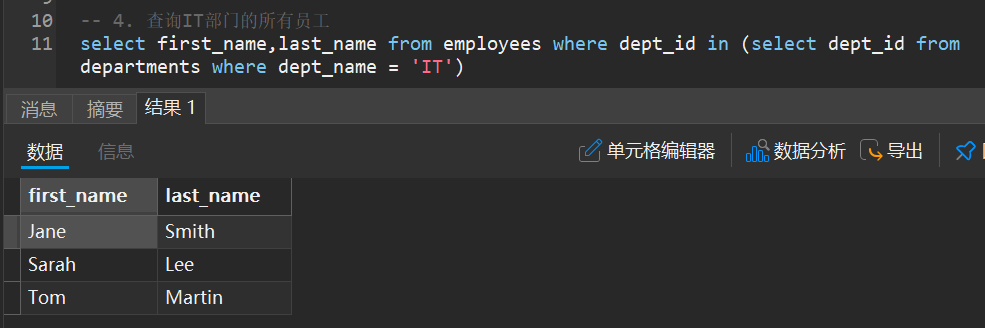 10 -- 4. 查询IT部门的所有员工
11 select first_name,last_name from employees where dept_id in (select dept_id from
departments where dept_name = 'IT')
消息 摘要 结果 1
数据 信息 单元格编辑器 数据分析 导出
first_name last_name
Jane Smith
Sarah Lee
Tom Martin